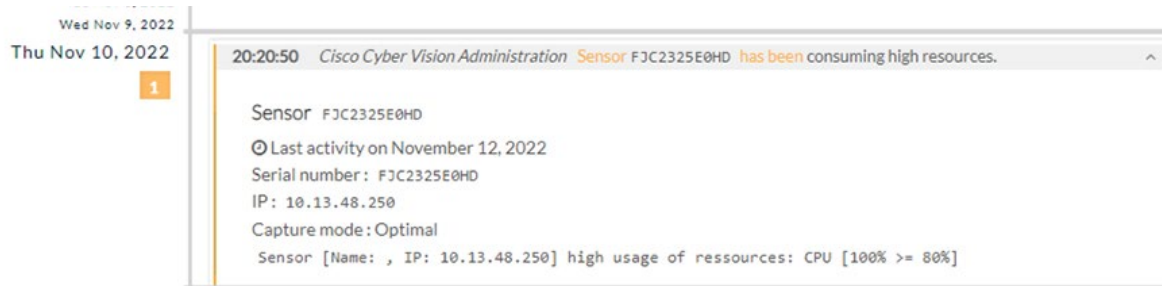 Wed Nov 9, 2022
Thu Nov 10, 2022
1
20:20:50 Cisco Cyber Vision Administration Sensor FJC2325E0HD has been consuming high resources.
Sensor FJC2325E0HD
Last activity on November 12, 2022
Serial number: FJC2325E0HD
IP: 10.13.48.250
Capture mode: Optimal
Sensor [Name: , IP: 10.13.48.250] high usage of ressources: CPU [100% >= 80%]